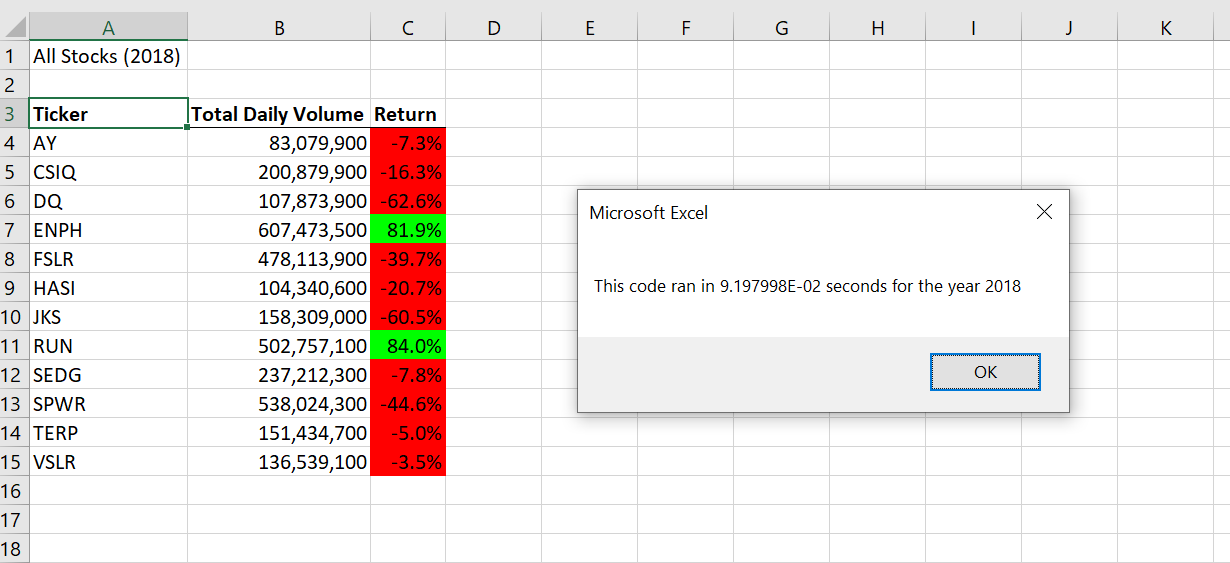 A B C D E F G H I J K
1 All Stocks (2018)
2
3 Ticker Total Daily Volume Return
4 AY 83,079,900 -7.3%
5 CSIQ 200,879,900 -16.3%
6 DQ 107,873,900 -62.6%
7 ENPH 607,473,500 81.9%
8 FSLR 478,113,900 -39.7%
9 HASI 104,340,600 -20.7%
10 JKS 158,309,000 -60.5%
11 RUN 502,757,100 84.0%
12 SEDG 237,212,300 -7.8%
13 SPWR 538,024,300 -44.6%
14 TERP 151,434,700 -5.0%
15 VSLR 136,539,100 -3.5%
16
17
18
Microsoft Excel
This code ran in 9.197998E-02 seconds for the year 2018
OK